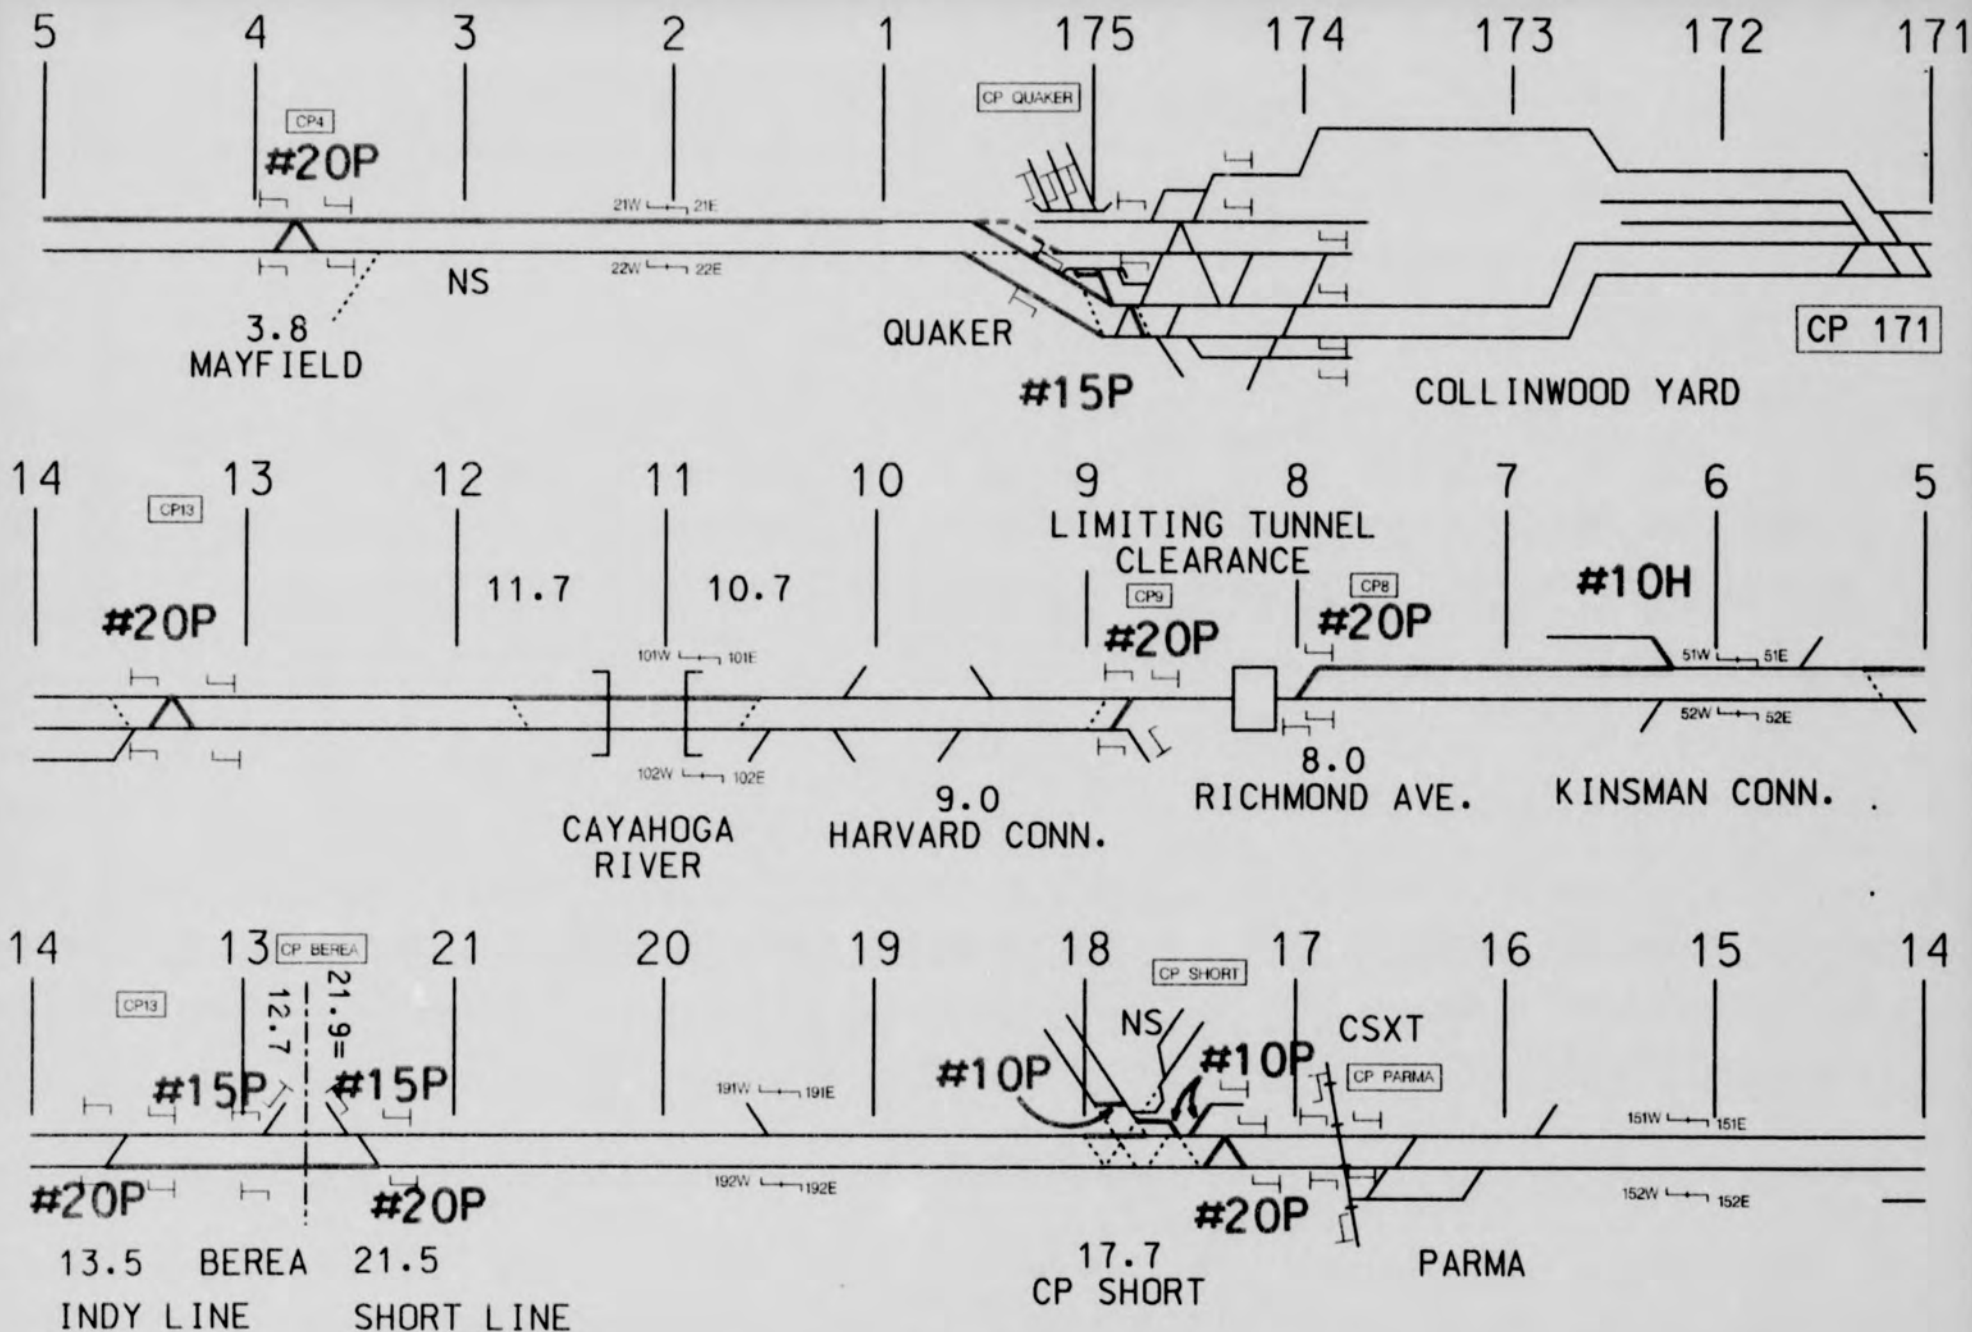 5 4 3 2 1 175 174 173 172 171
CP QUAKER
CP4
#20P
21W 21E
22W 22E
NS
3.8
MAYFIELD
QUAKER
#15P
CP 171
COLLINWOOD YARD
14 13 12 11 10 9 8 7 6 5
CP13
LIMITING TUNNEL
CLEARANCE
11.7 10.7
CP9
CP8
#10H
#20P
#20P
#20P
101W 101E
51W 51E
52W 52E
102W 102E
8.0
RICHMOND AVE.
KINSMAN CONN.
9.0
HARVARD CONN.
CAYAHOGA
RIVER
14 13 21 20 19 18 17 16 15 14
CP BEREA
CP13
12.7
21.9=
CP SHORT
NS
CSXT
#15P
#15P
#10P
#10P
CP PARMA
191W 191E
151W 151E
192W 192E
152W 152E
#20P
#20P
#20P
13.5 BEREA 21.5
INDY LINE SHORT LINE
17.7
CP SHORT
PARMA